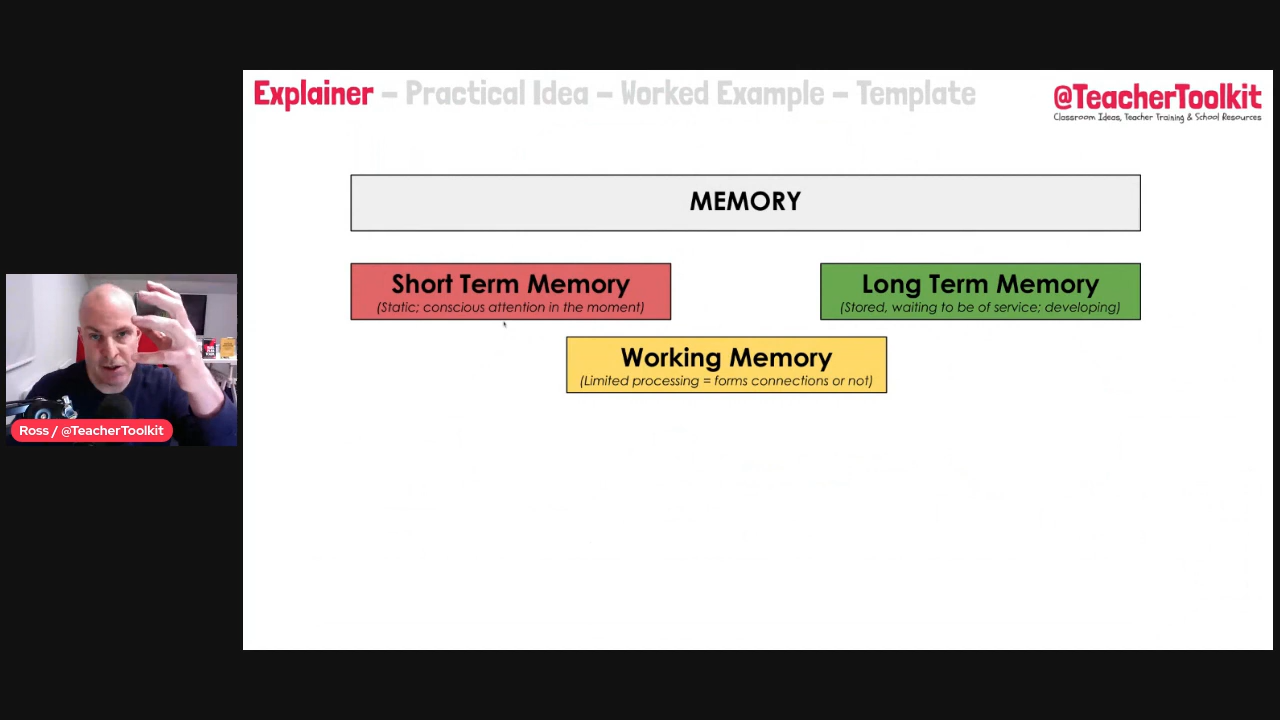 Explainer – Practical Idea – Worked Example – Template
@TeacherToolkit
Classroom Ideas, Teacher Training & School Resources
MEMORY
Short Term Memory
(Static; conscious attention in the moment)
Long Term Memory
(Stored, waiting to be of service; developing)
Working Memory
(Limited processing = forms connections or not)
Ross / @TeacherToolkit